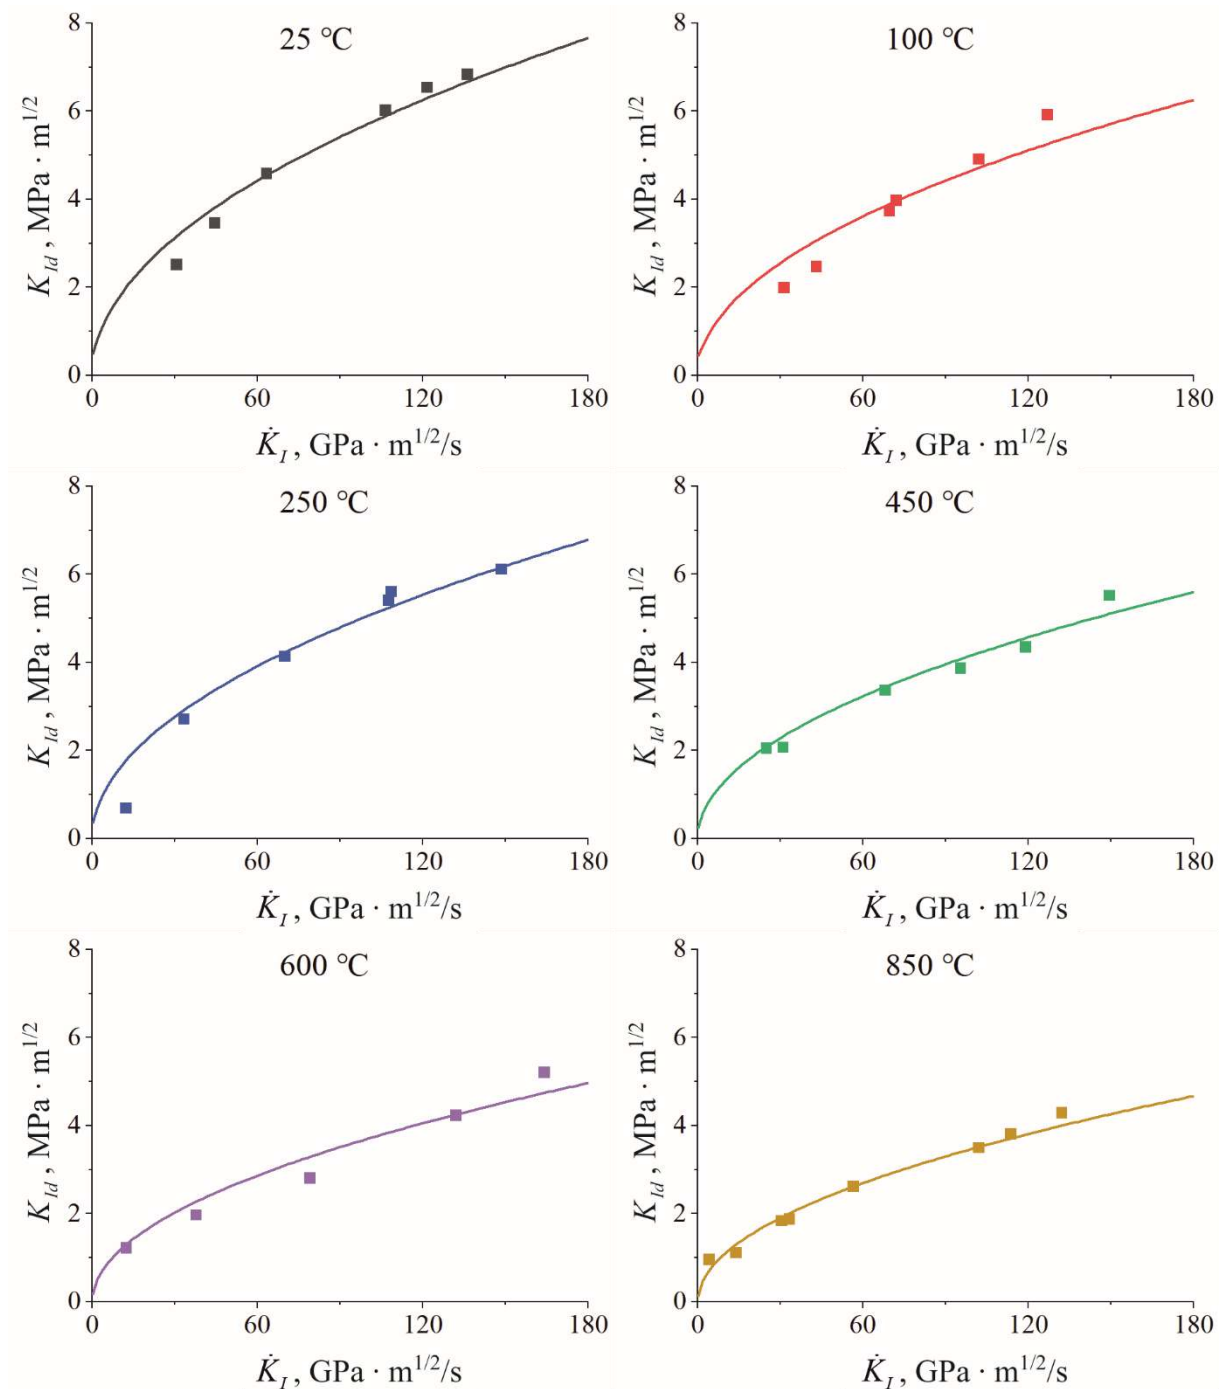 25 ℃
8
6
4
2
0
K_Id , MPa · m^1/2
0 60 120 180
K̇_I , GPa · m^1/2/s
100 ℃
8
6
4
2
0
K_Id , MPa · m^1/2
0 60 120 180
K̇_I , GPa · m^1/2/s
250 ℃
8
6
4
2
0
K_Id , MPa · m^1/2
0 60 120 180
K̇_I , GPa · m^1/2/s
450 ℃
8
6
4
2
0
K_Id , MPa · m^1/2
0 60 120 180
K̇_I , GPa · m^1/2/s
600 ℃
8
6
4
2
0
K_Id , MPa · m^1/2
0 60 120 180
K̇_I , GPa · m^1/2/s
850 ℃
8
6
4
2
0
K_Id , MPa · m^1/2
0 60 120 180
K̇_I , GPa · m^1/2/s